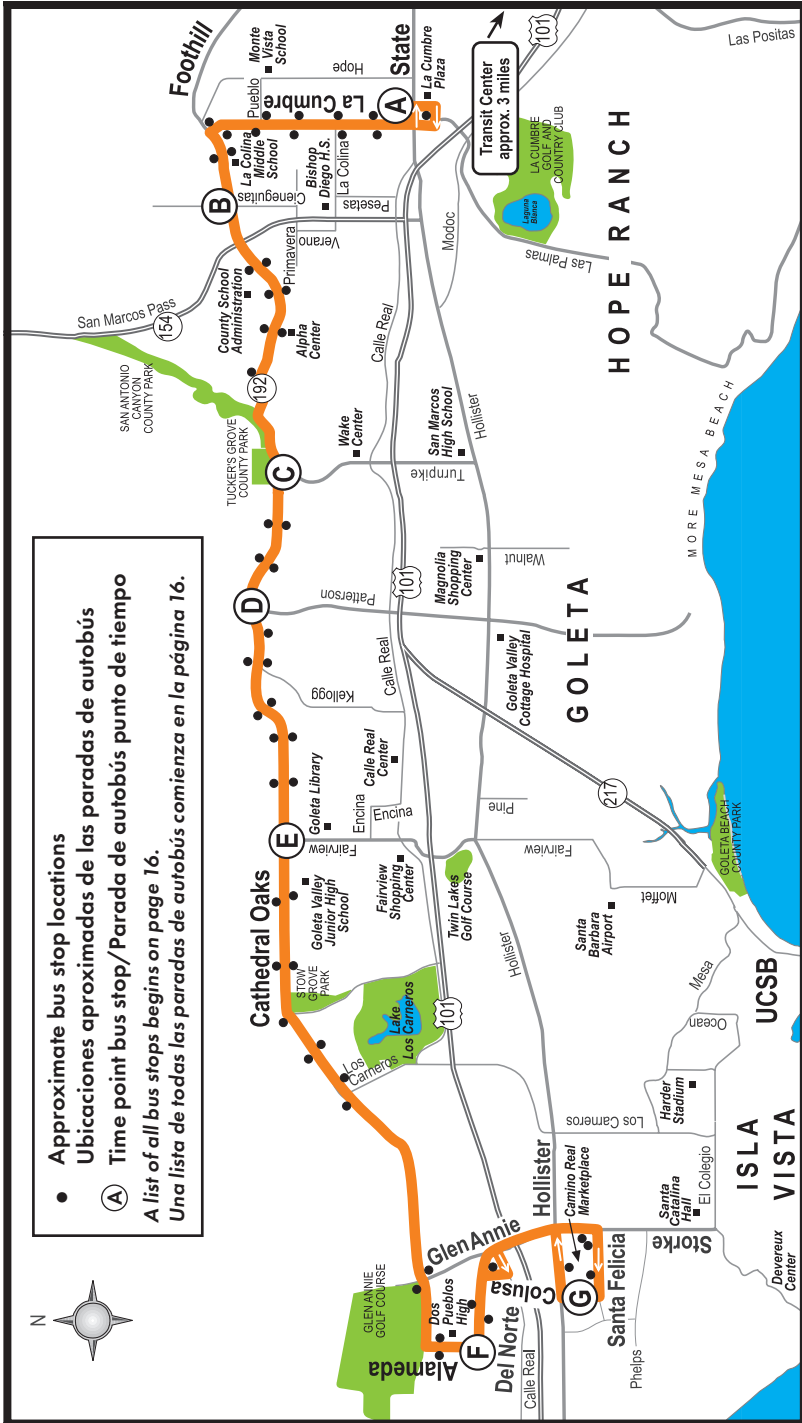 N
Approximate bus stop locations
Ubicaciones aproximadas de las paradas de autobús
A Time point bus stop/Parada de autobús punto de tiempo
A list of all bus stops begins on page 16.
Una lista de todas las paradas de autobús comienza en la página 16.
SAN ANTONIO
CANYON
COUNTY PARK
San Marcos Pass
154
Foothill
Monte
Vista
School
Pueblo
Hope
La Cumbre
La Colina
Middle
School
Cieneguitas
B
Bishop
Diego H.S.
La Colina
A
State
La Cumbre
Plaza
Transit Center
approx. 3 miles
101
Las Positas
TUCKER'S GROVE
COUNTY PARK
192
County School
Administration
Primavera
Verano
Pesetas
Alpha
Center
C
D
Cathedral Oaks
E
Goleta Library
Goleta Valley
Junior High
School
STOW
GROVE
PARK
Wake
Center
Turnpike
Patterson
Kellogg
Calle Real
Calle Real
Calle Real
Center
Encina
Encina
Fairview
Fairview
Shopping
Center
Lake
Los Carneros
Los
Carneros
101
101
Modoc
LA CUMBRE
GOLF AND
COUNTRY CLUB
Laguna
Blanca
Las Palmas
San Marcos
High School
Hollister
Magnolia
Shopping
Center
Walnut
Goleta Valley
Cottage Hospital
Pine
Twin Lakes
Golf Course
Hollister
HOPE RANCH
GOLETA
MORE MESA BEACH
217
Fairview
Santa
Barbara
Airport
Moffet
GOLETA BEACH
COUNTY PARK
GLEN ANNIE
GOLF COURSE
Glen Annie
Dos
Pueblos
High
Alameda
F
Del Norte
Colusa
Calle Real
Hollister
Camino Real
Marketplace
G
Santa Felicia
Storke
Phelps
Los Carneros
Harder
Stadium
Santa
Catalina
Hall
El Colegio
Mesa
Ocean
UCSB
ISLA
VISTA
Devereux
Center